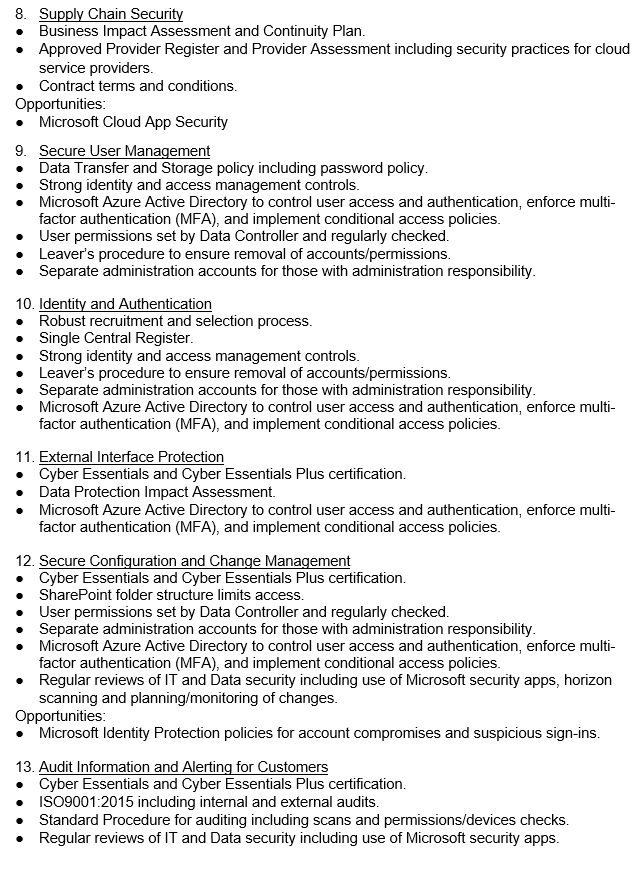 8. Supply Chain Security
● Business Impact Assessment and Continuity Plan.
● Approved Provider Register and Provider Assessment including security practices for cloud
service providers.
● Contract terms and conditions.
Opportunities:
● Microsoft Cloud App Security
9. Secure User Management
● Data Transfer and Storage policy including password policy.
● Strong identity and access management controls.
● Microsoft Azure Active Directory to control user access and authentication, enforce multi-
factor authentication (MFA), and implement conditional access policies.
● User permissions set by Data Controller and regularly checked.
● Leaver's procedure to ensure removal of accounts/permissions.
● Separate administration accounts for those with administration responsibility.
10. Identity and Authentication
● Robust recruitment and selection process.
● Single Central Register.
● Strong identity and access management controls.
● Leaver's procedure to ensure removal of accounts/permissions.
● Separate administration accounts for those with administration responsibility.
● Microsoft Azure Active Directory to control user access and authentication, enforce multi-
factor authentication (MFA), and implement conditional access policies.
11. External Interface Protection
● Cyber Essentials and Cyber Essentials Plus certification.
● Data Protection Impact Assessment.
● Microsoft Azure Active Directory to control user access and authentication, enforce multi-
factor authentication (MFA), and implement conditional access policies.
12. Secure Configuration and Change Management
● Cyber Essentials and Cyber Essentials Plus certification.
● SharePoint folder structure limits access.
● User permissions set by Data Controller and regularly checked.
● Separate administration accounts for those with administration responsibility.
● Microsoft Azure Active Directory to control user access and authentication, enforce multi-
factor authentication (MFA), and implement conditional access policies.
● Regular reviews of IT and Data security including use of Microsoft security apps, horizon
scanning and planning/monitoring of changes.
Opportunities:
● Microsoft Identity Protection policies for account compromises and suspicious sign-ins.
13. Audit Information and Alerting for Customers
● Cyber Essentials and Cyber Essentials Plus certification.
● ISO9001:2015 including internal and external audits.
● Standard Procedure for auditing including scans and permissions/devices checks.
● Regular reviews of IT and Data security including use of Microsoft security apps.